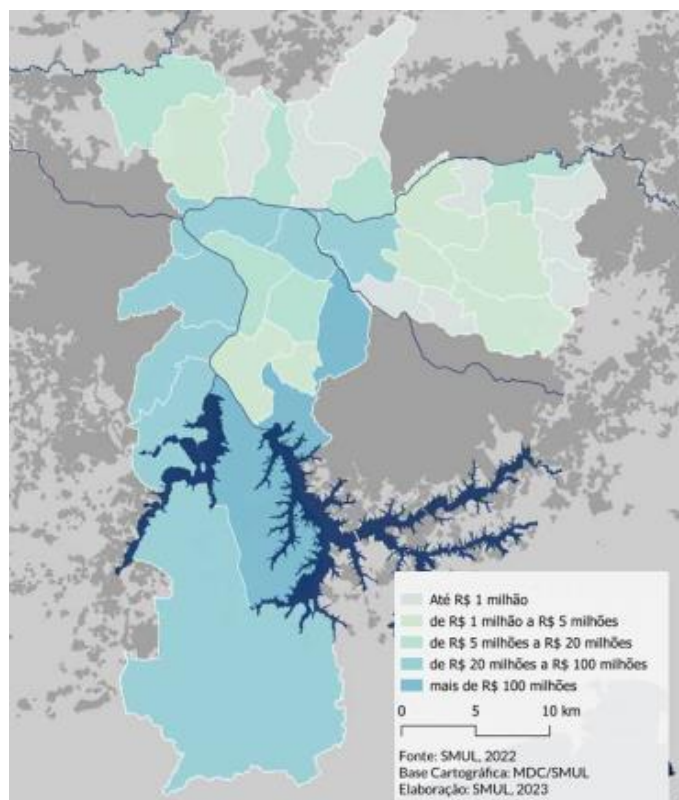 Até R$ 1 milhão
de R$ 1 milhão a R$ 5 milhões
de R$ 5 milhões a R$ 20 milhões
de R$ 20 milhões a R$ 100 milhões
mais de R$ 100 milhões
0 5 10 km
Fonte: SMUL, 2022
Base Cartográfica: MDC/SMUL
Elaboração: SMUL, 2023